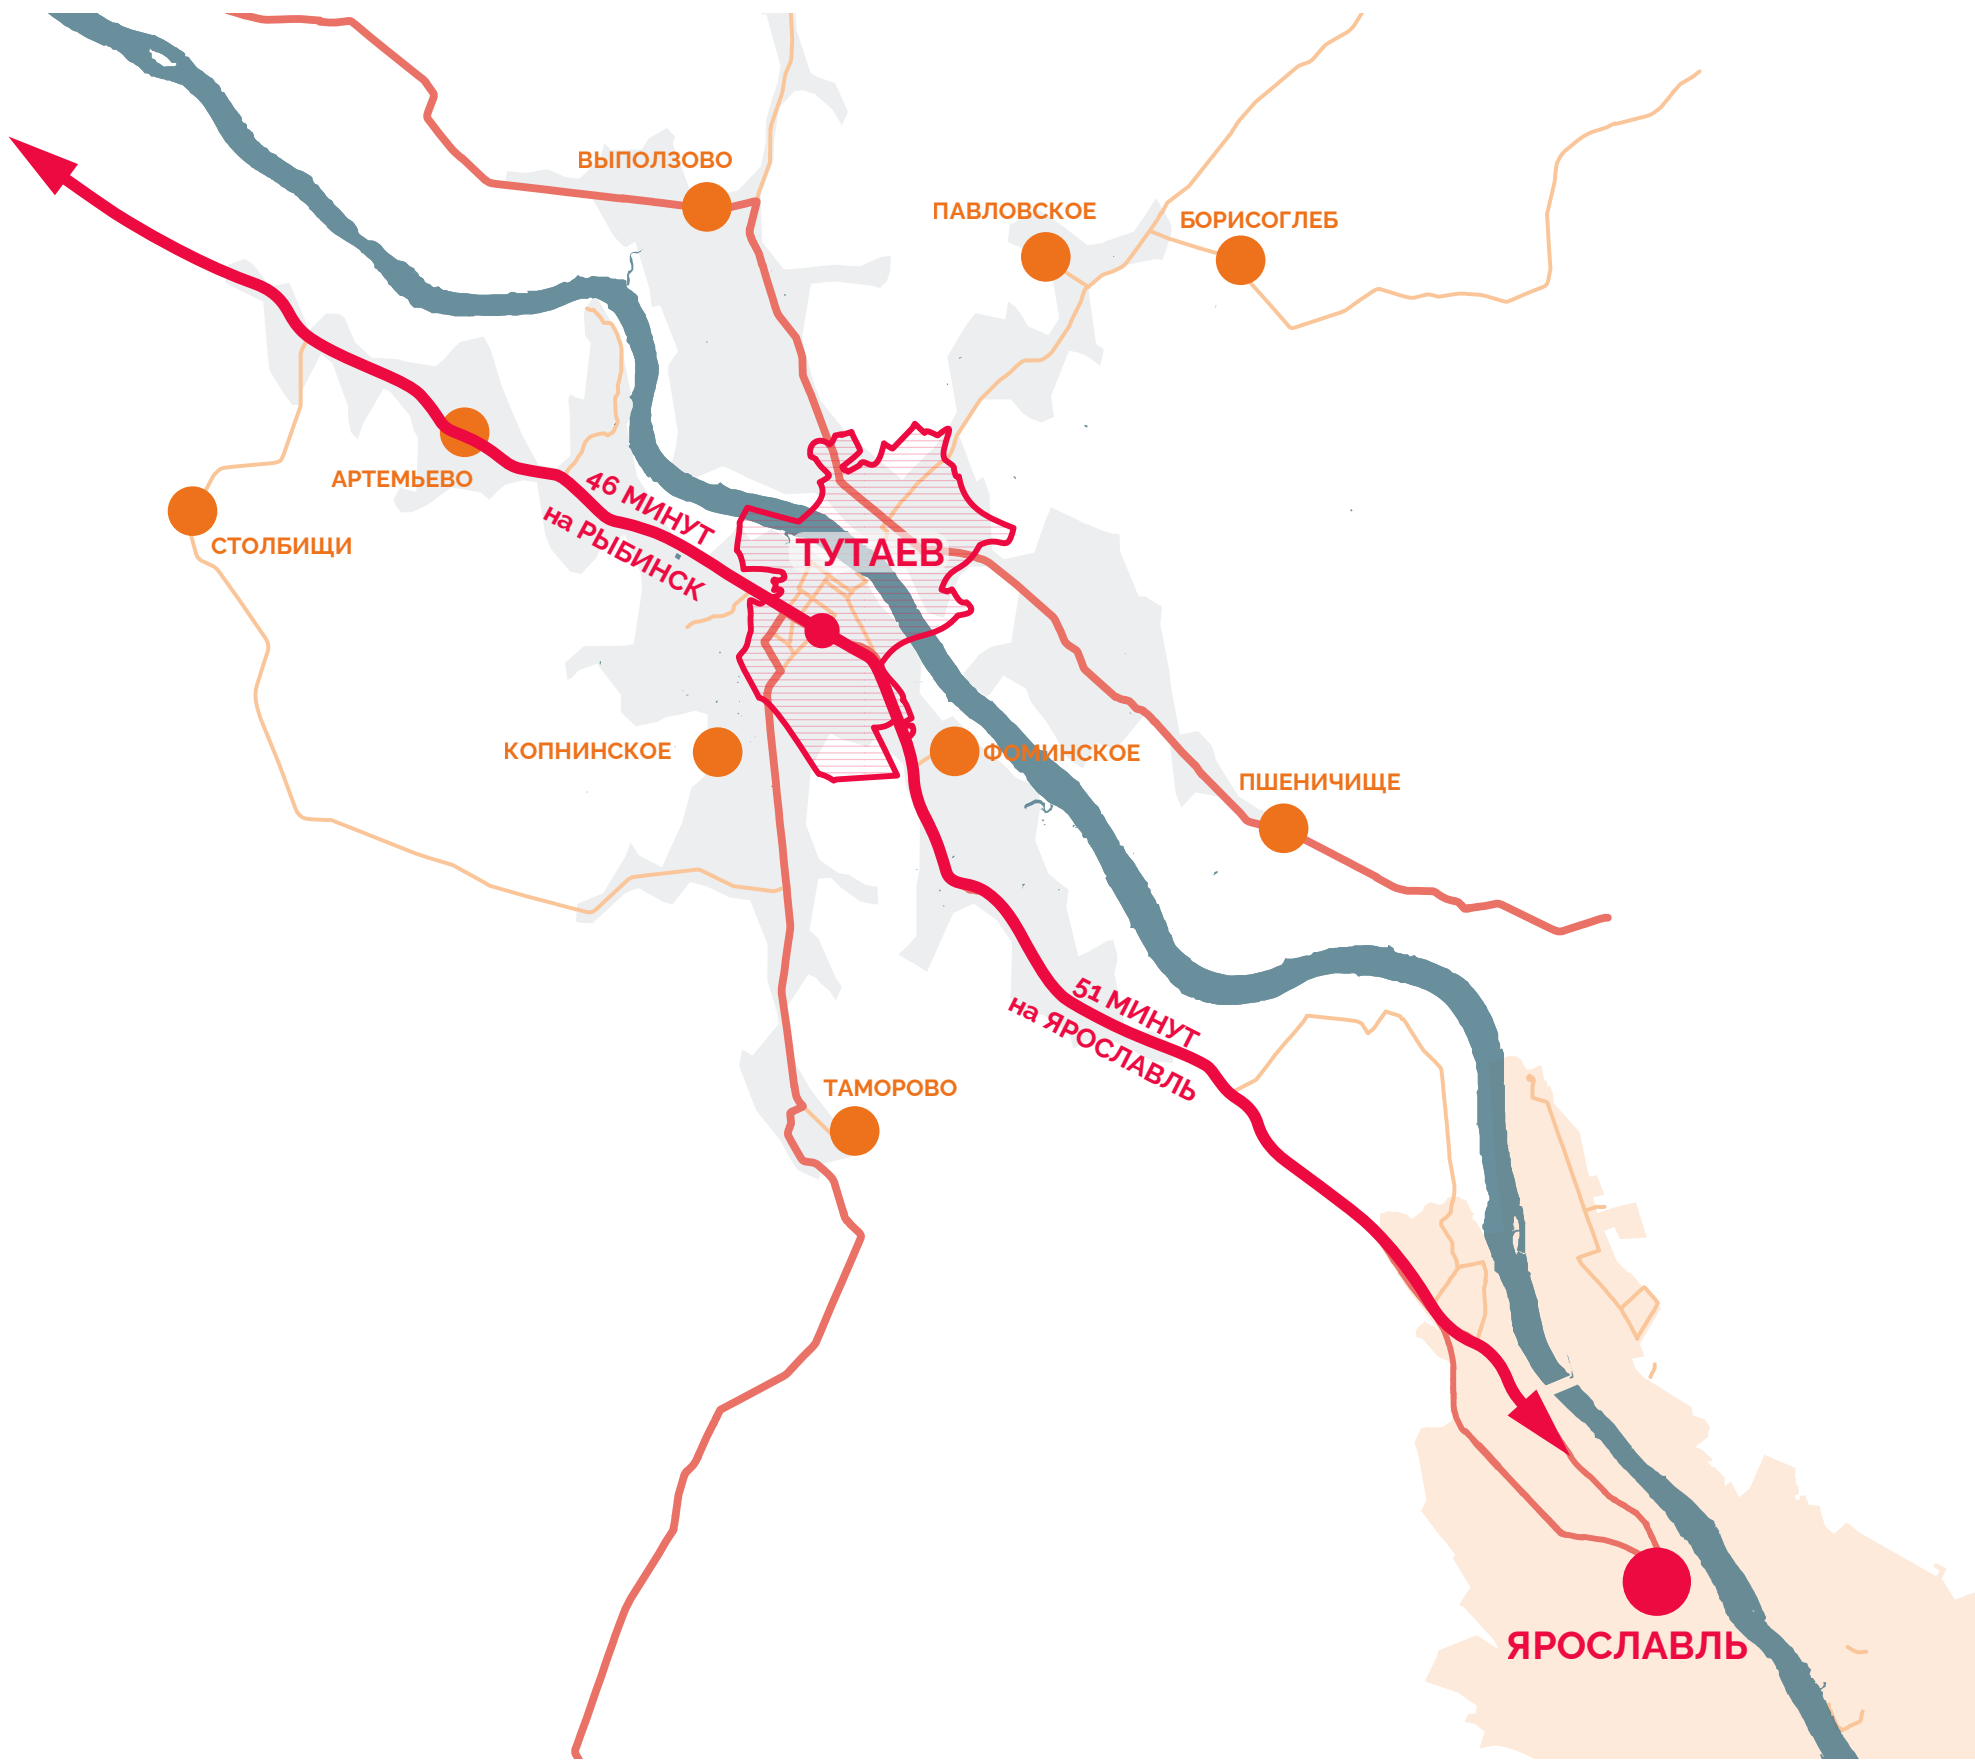 ВЫПОЛЗОВО
ПАВЛОВСКОЕ
БОРИСОГЛЕБ
АРТЕМЬЕВО
СТОЛБИЩИ
46 МИНУТ
на РЫБИНСК
ТУТАЕВ
КОПНИНСКОЕ
ФОМИНСКОЕ
ПШЕНИЧИЩЕ
51 МИНУТ
на ЯРОСЛАВЛЬ
ТАМОРОВО
ЯРОСЛАВЛЬ